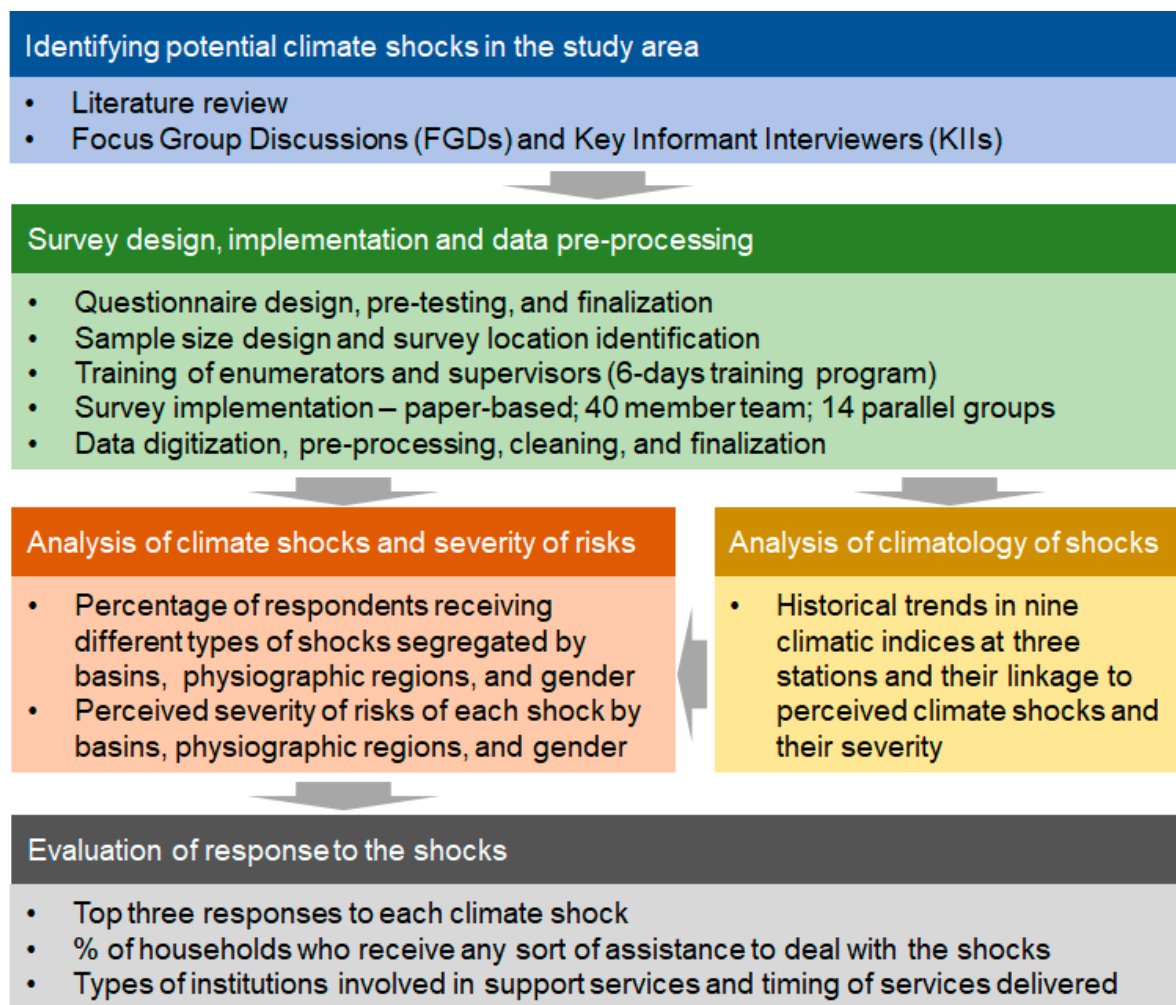 Identifying potential climate shocks in the study area
• Literature review
• Focus Group Discussions (FGDs) and Key Informant Interviewers (KIIs)
Survey design, implementation and data pre-processing
• Questionnaire design, pre-testing, and finalization
• Sample size design and survey location identification
• Training of enumerators and supervisors (6-days training program)
• Survey implementation – paper-based; 40 member team; 14 parallel groups
• Data digitization, pre-processing, cleaning, and finalization
Analysis of climate shocks and severity of risks
• Percentage of respondents receiving
different types of shocks segregated by
basins, physiographic regions, and gender
• Perceived severity of risks of each shock by
basins, physiographic regions, and gender
Analysis of climatology of shocks
• Historical trends in nine
climatic indices at three
stations and their linkage to
perceived climate shocks and
their severity
Evaluation of response to the shocks
• Top three responses to each climate shock
• % of households who receive any sort of assistance to deal with the shocks
• Types of institutions involved in support services and timing of services delivered